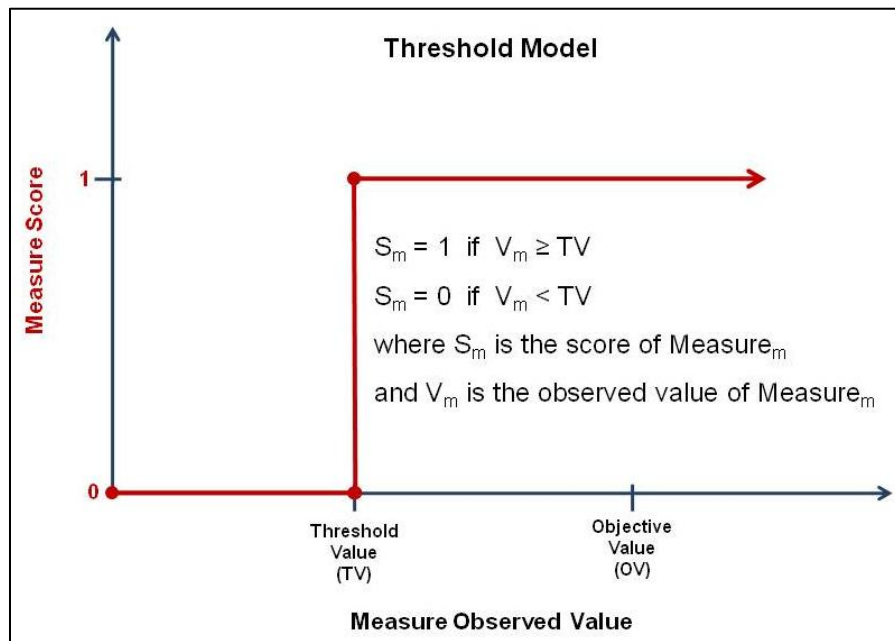 Threshold Model
Measure Score
1
S_m = 1 if V_m ≥ TV
S_m = 0 if V_m < TV
where S_m is the score of Measure_m
and V_m is the observed value of Measure_m
0
Threshold
Value
(TV)
Objective
Value
(OV)
Measure Observed Value